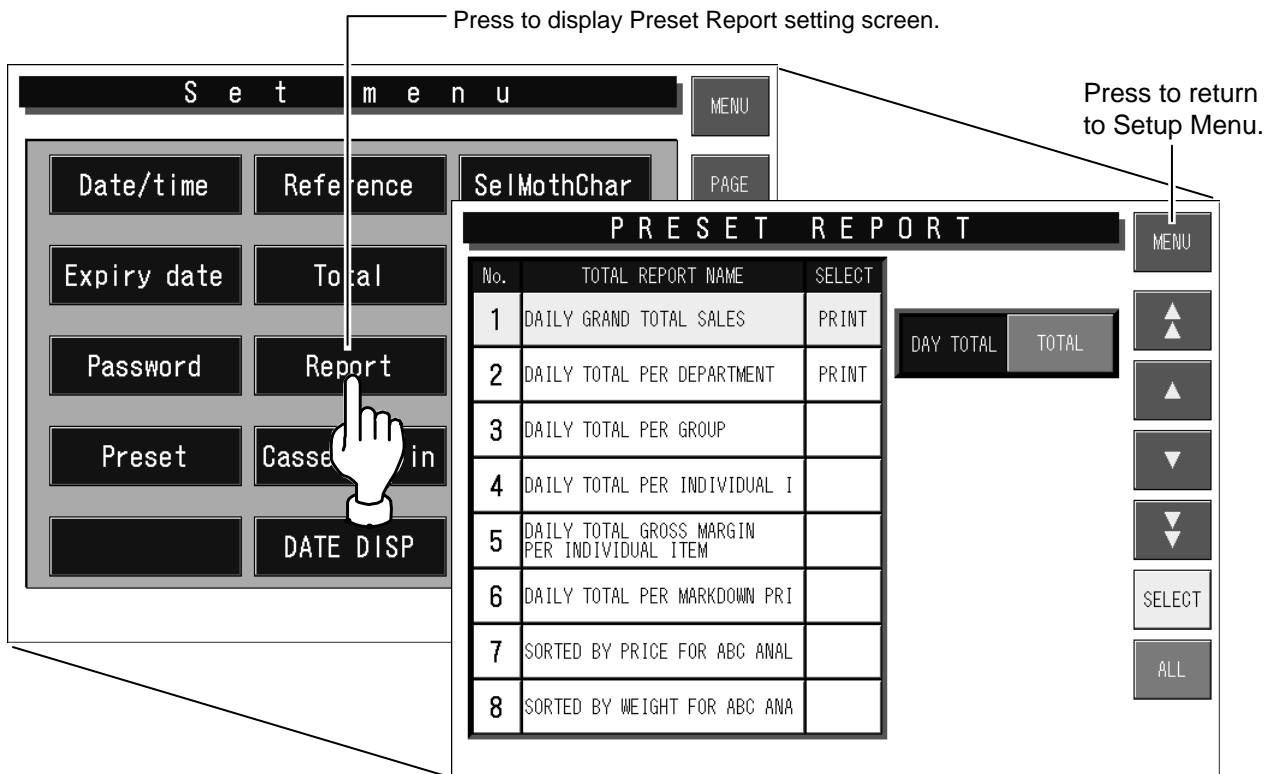 Press to display Preset Report setting screen.
Set menu
MENU
Press to return
to Setup Menu.
Date/time
Reference
SelMothChar
PAGE
PRESET REPORT
MENU
Expiry date
Total
No.
TOTAL REPORT NAME
SELECT
1
DAILY GRAND TOTAL SALES
PRINT
DAY TOTAL
TOTAL
Password
Report
2
DAILY TOTAL PER DEPARTMENT
PRINT
3
DAILY TOTAL PER GROUP
Preset
4
DAILY TOTAL PER INDIVIDUAL I
DATE DISP
5
DAILY TOTAL GROSS MARGIN
PER INDIVIDUAL ITEM
6
DAILY TOTAL PER MARKDOWN PRI
SELECT
7
SORTED BY PRICE FOR ABC ANAL
ALL
8
SORTED BY WEIGHT FOR ABC ANA